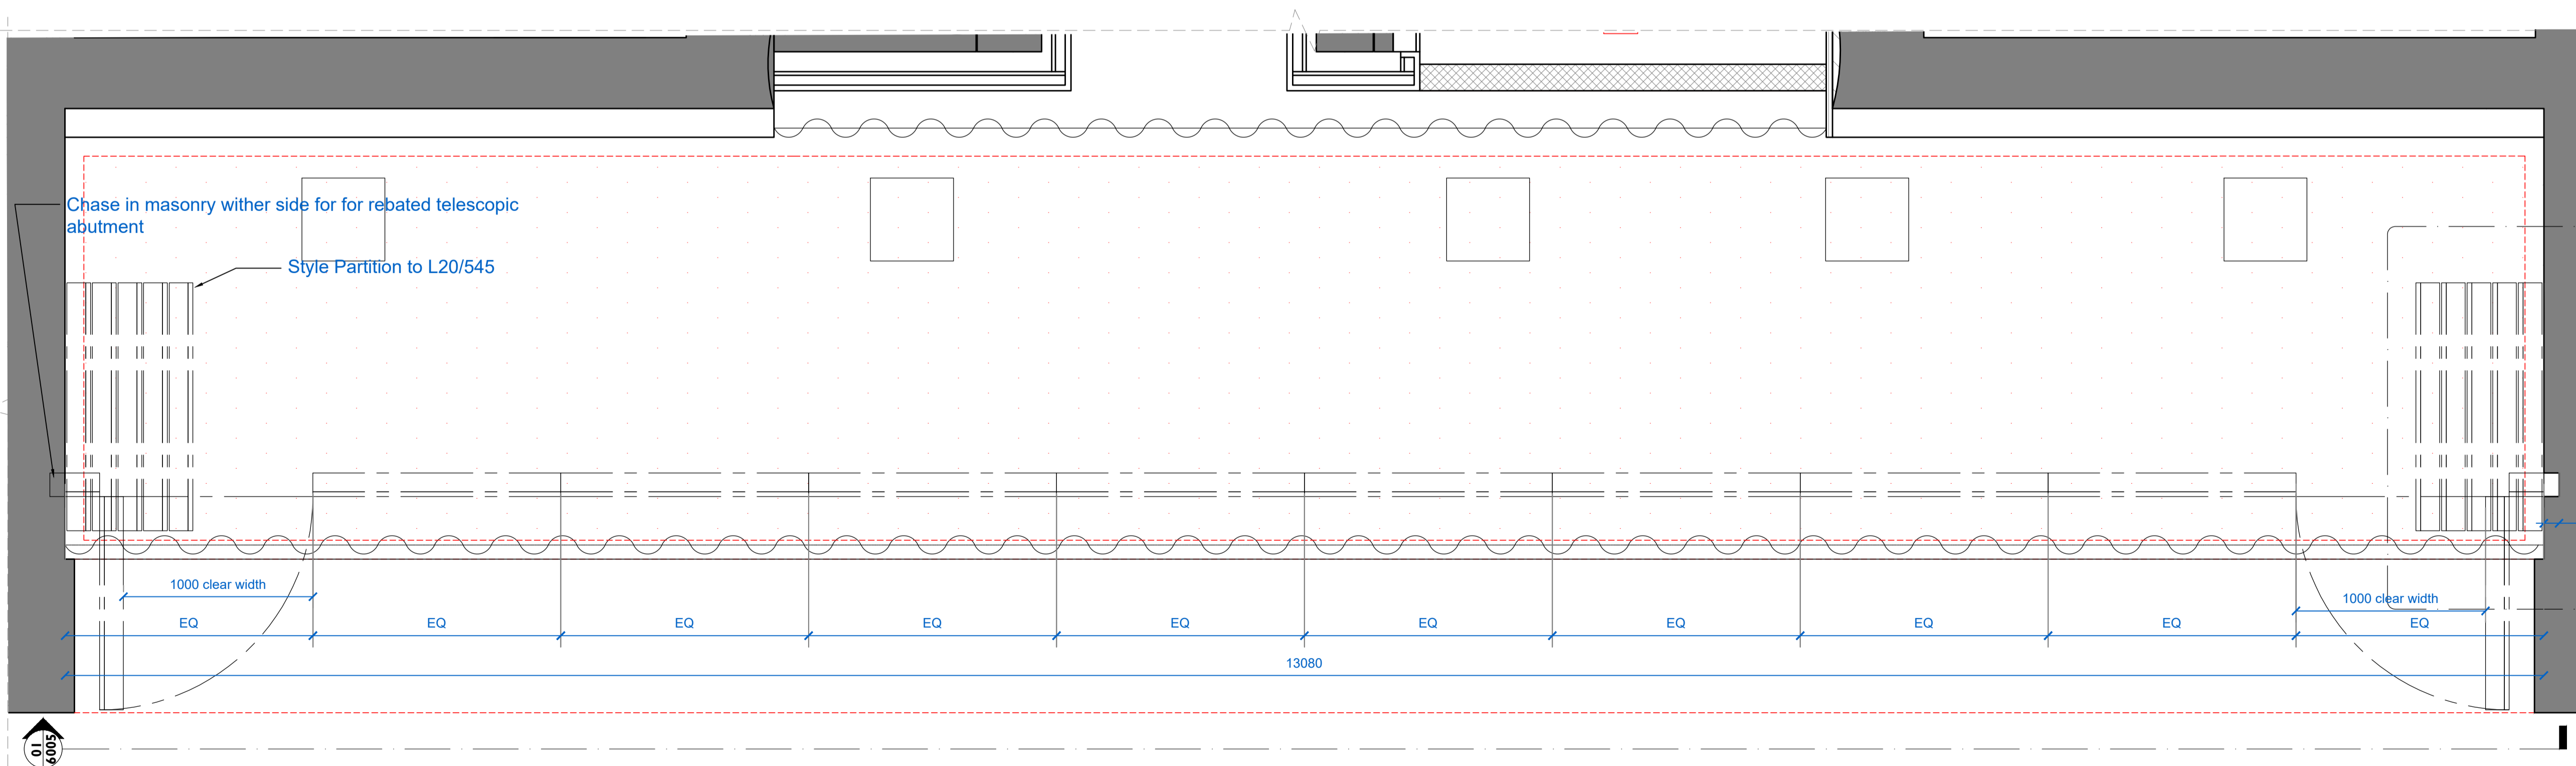 Chase in masonry wither side for for rebated telescopic
abutment
Style Partition to L20/545
1000 clear width
1000 clear width
EQ EQ EQ EQ EQ EQ EQ EQ EQ EQ
13080
01
6005